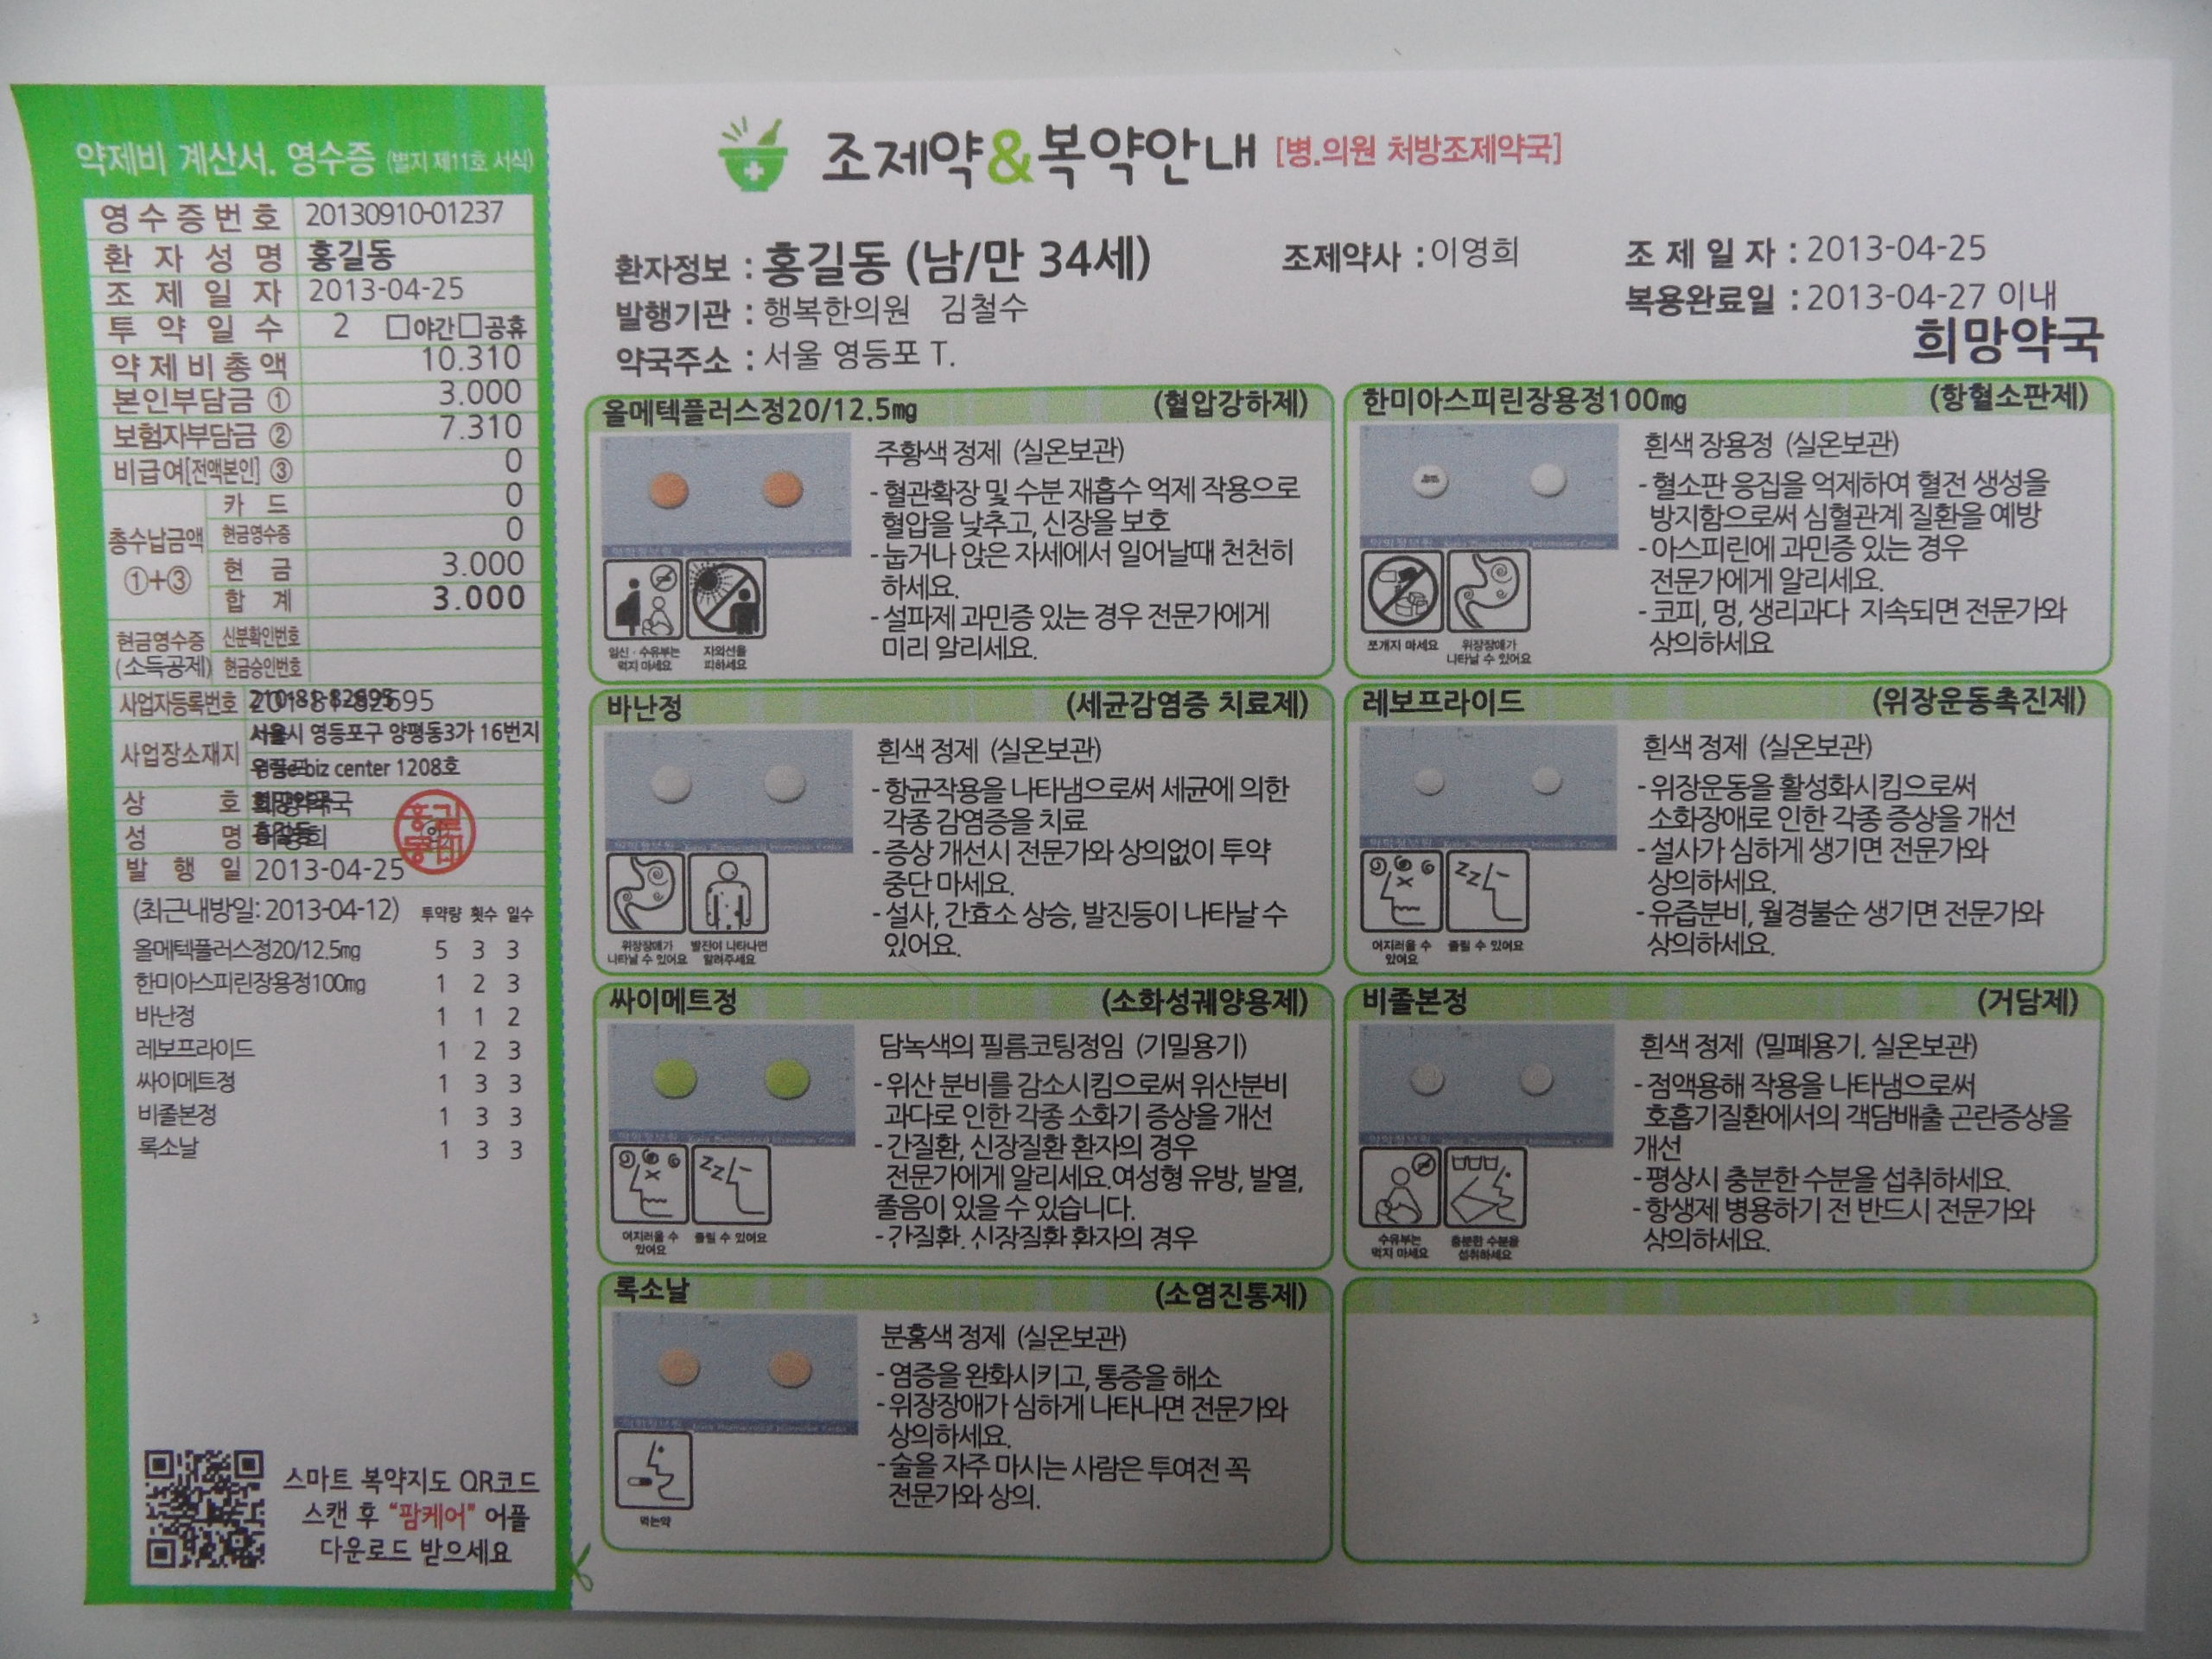 약제비 계산서. 영수증 (별지 제11호 서식)
영수증번호 20130910-01237
환자성명 홍길동
조제일자 2013-04-25
투약일수 2 □야간□공휴
약제비총액 10.310
본인부담금 ① 3.000
보험자부담금 ② 7.310
비급여[전액본인] ③ 0
총수납금액
①+③
카드 0
현금영수증 0
현금 3.000
합계 3.000
현금영수증
(소득공제)
신분확인번호
현금승인번호
사업자등록번호
사업장소재지
서울시 영등포구 양평동3가 16번지
biz center 1208호
상호
성명
발행일 2013-04-25
(최근내방일: 2013-04-12) 투약량 횟수 일수
올메텍플러스정20/12.5mg 5 3 3
한미아스피린장용정100mg 1 2 3
바난정 1 1 2
레보프라이드 1 2 3
싸이메트정 1 3 3
비졸본정 1 3 3
록소날 1 3 3
스마트 복약지도 QR코드
스캔 후 "팜케어" 어플
다운로드 받으세요
조제약&복약안내 [병.의원 처방조제약국]
환자정보 : 홍길동 (남/만 34세)
조제약사 : 이영희
조제일자 : 2013-04-25
발행기관 : 행복한의원 김철수
복용완료일 : 2013-04-27 이내
약국주소 : 서울 영등포 T.
희망약국
올메텍플러스정20/12.5mg (혈압강하제)
주황색 정제 (실온보관)
- 혈관확장 및 수분 재흡수 억제 작용으로
혈압을 낮추고, 신장을 보호
- 눕거나 앉은 자세에서 일어날때 천천히
하세요.
- 설파제 과민증 있는 경우 전문가에게
미리 알리세요.
임신·수유부는
먹지 마세요
자외선을
피하세요
한미아스피린장용정100mg (항혈소판제)
흰색 장용정 (실온보관)
- 혈소판 응집을 억제하여 혈전 생성을
방지함으로써 심혈관계 질환을 예방
- 아스피린에 과민증 있는 경우
전문가에게 알리세요.
- 코피, 멍, 생리과다 지속되면 전문가와
상의하세요
쪼개지 마세요
위장장애가
나타날 수 있어요
바난정 (세균감염증 치료제)
흰색 정제 (실온보관)
- 항균작용을 나타냄으로써 세균에 의한
각종 감염증을 치료
- 증상 개선시 전문가와 상의없이 투약
중단 마세요.
- 설사, 간효소 상승, 발진등이 나타날 수
있어요.
위장장애가
나타날 수 있어요
발진이 나타나면
알려주세요
레보프라이드 (위장운동촉진제)
흰색 정제 (실온보관)
- 위장운동을 활성화시킴으로써
소화장애로 인한 각종 증상을 개선
- 설사가 심하게 생기면 전문가와
상의하세요.
- 유즙분비, 월경불순 생기면 전문가와
상의하세요.
어지러울 수
있어요
졸릴 수 있어요
싸이메트정 (소화성궤양용제)
담녹색의 필름코팅정임 (기밀용기)
- 위산 분비를 감소시킴으로써 위산분비
과다로 인한 각종 소화기 증상을 개선
- 간질환, 신장질환 환자의 경우
전문가에게 알리세요.여성형 유방, 발열,
졸음이 있을 수 있습니다.
- 간질환, 신장질환 환자의 경우
어지러울 수
있어요
졸릴 수 있어요
비졸본정 (거담제)
흰색 정제 (밀폐용기, 실온보관)
- 점액용해 작용을 나타냄으로써
호흡기질환에서의 객담배출 곤란증상을
개선
- 평상시 충분한 수분을 섭취하세요.
- 항생제 병용하기 전 반드시 전문가와
상의하세요.
수유부는
먹지 마세요
충분한 수분을
섭취하세요
록소날 (소염진통제)
분홍색 정제 (실온보관)
- 염증을 완화시키고, 통증을 해소
- 위장장애가 심하게 나타나면 전문가와
상의하세요.
- 술을 자주 마시는 사람은 투여전 꼭
전문가와 상의.
먹는약